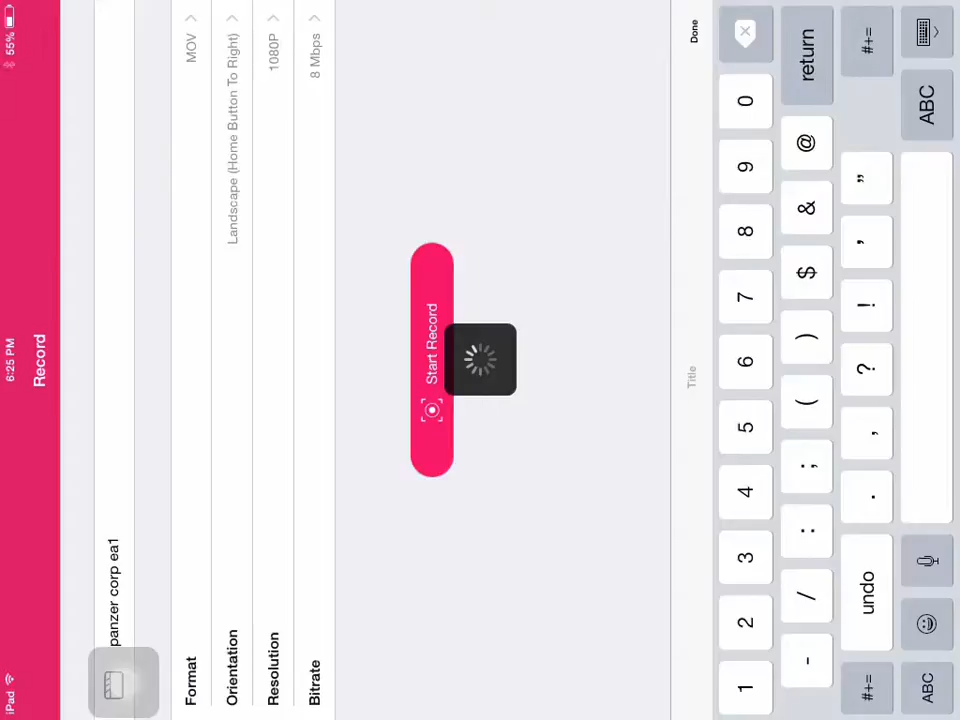 iPad
6:25 PM
55%
Record
panzer corp ea1
Format
MOV
Orientation
Landscape (Home Button To Right)
Resolution
1080P
Bitrate
8 Mbps
Start Record
Title
Done
1 2 3 4 5 6 7 8 9 0
- / : ; ( ) $ & @ return
#+= undo . , ? ! ' " #+=
ABC
ABC